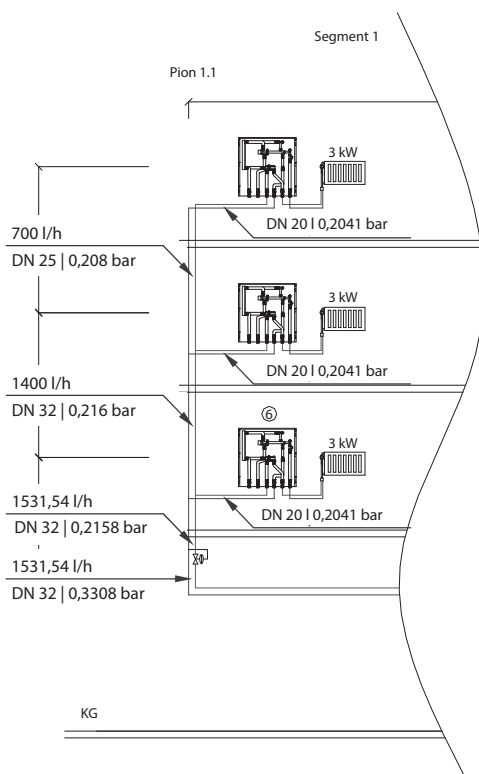 Segment 1
Pion 1.1
3 kW
DN 20 l 0,2041 bar
700 l/h
DN 25 | 0,208 bar
3 kW
DN 20 l 0,2041 bar
1400 l/h
DN 32 | 0,216 bar
6
3 kW
DN 20 l 0,2041 bar
1531,54 l/h
DN 32 | 0,2158 bar
1531,54 l/h
DN 32 | 0,3308 bar
KG